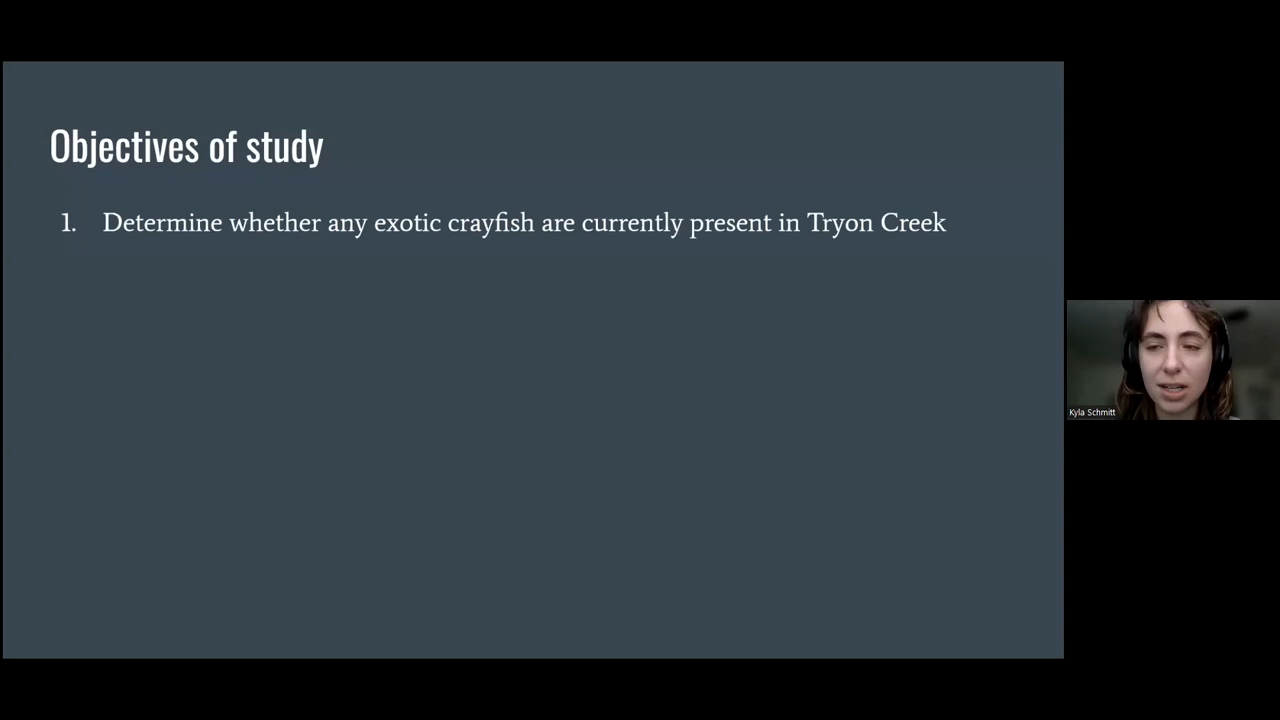 Objectives of study
1. Determine whether any exotic crayfish are currently present in Tryon Creek
Kyla Schmitt